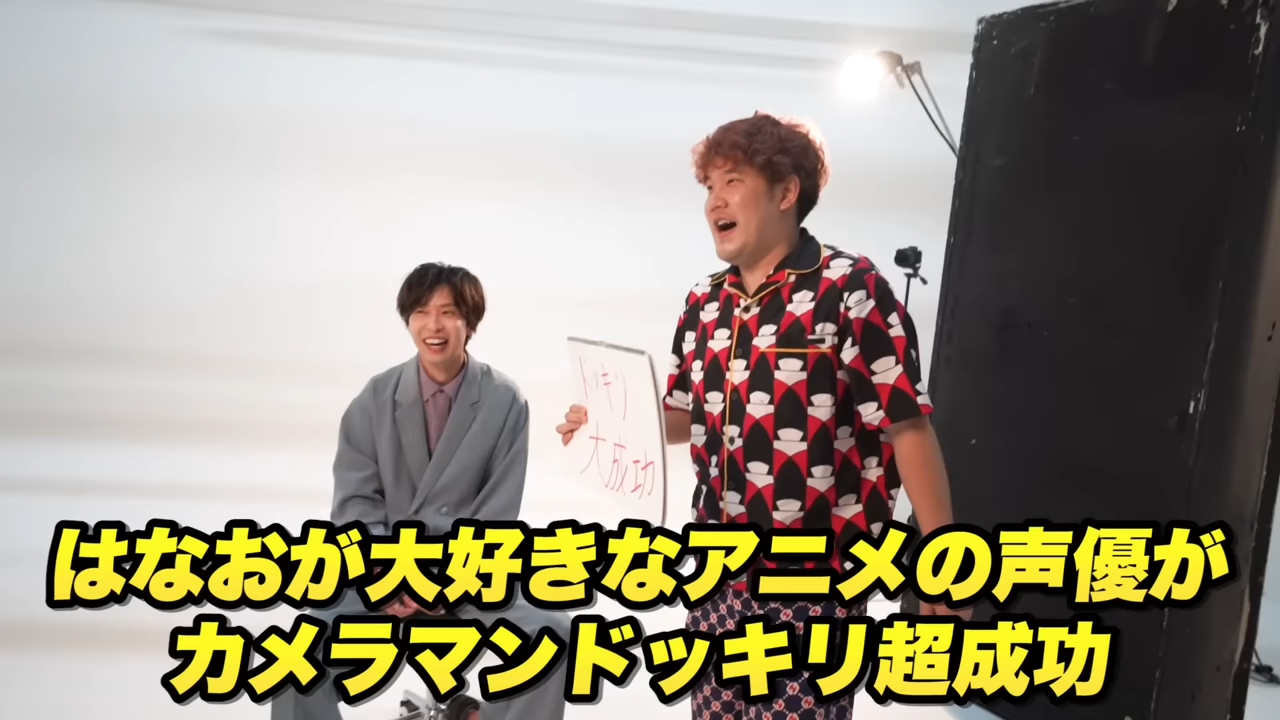 ドッキリ
大成功
はなおが大好きなアニメの声優が
カメラマンドッキリ超成功